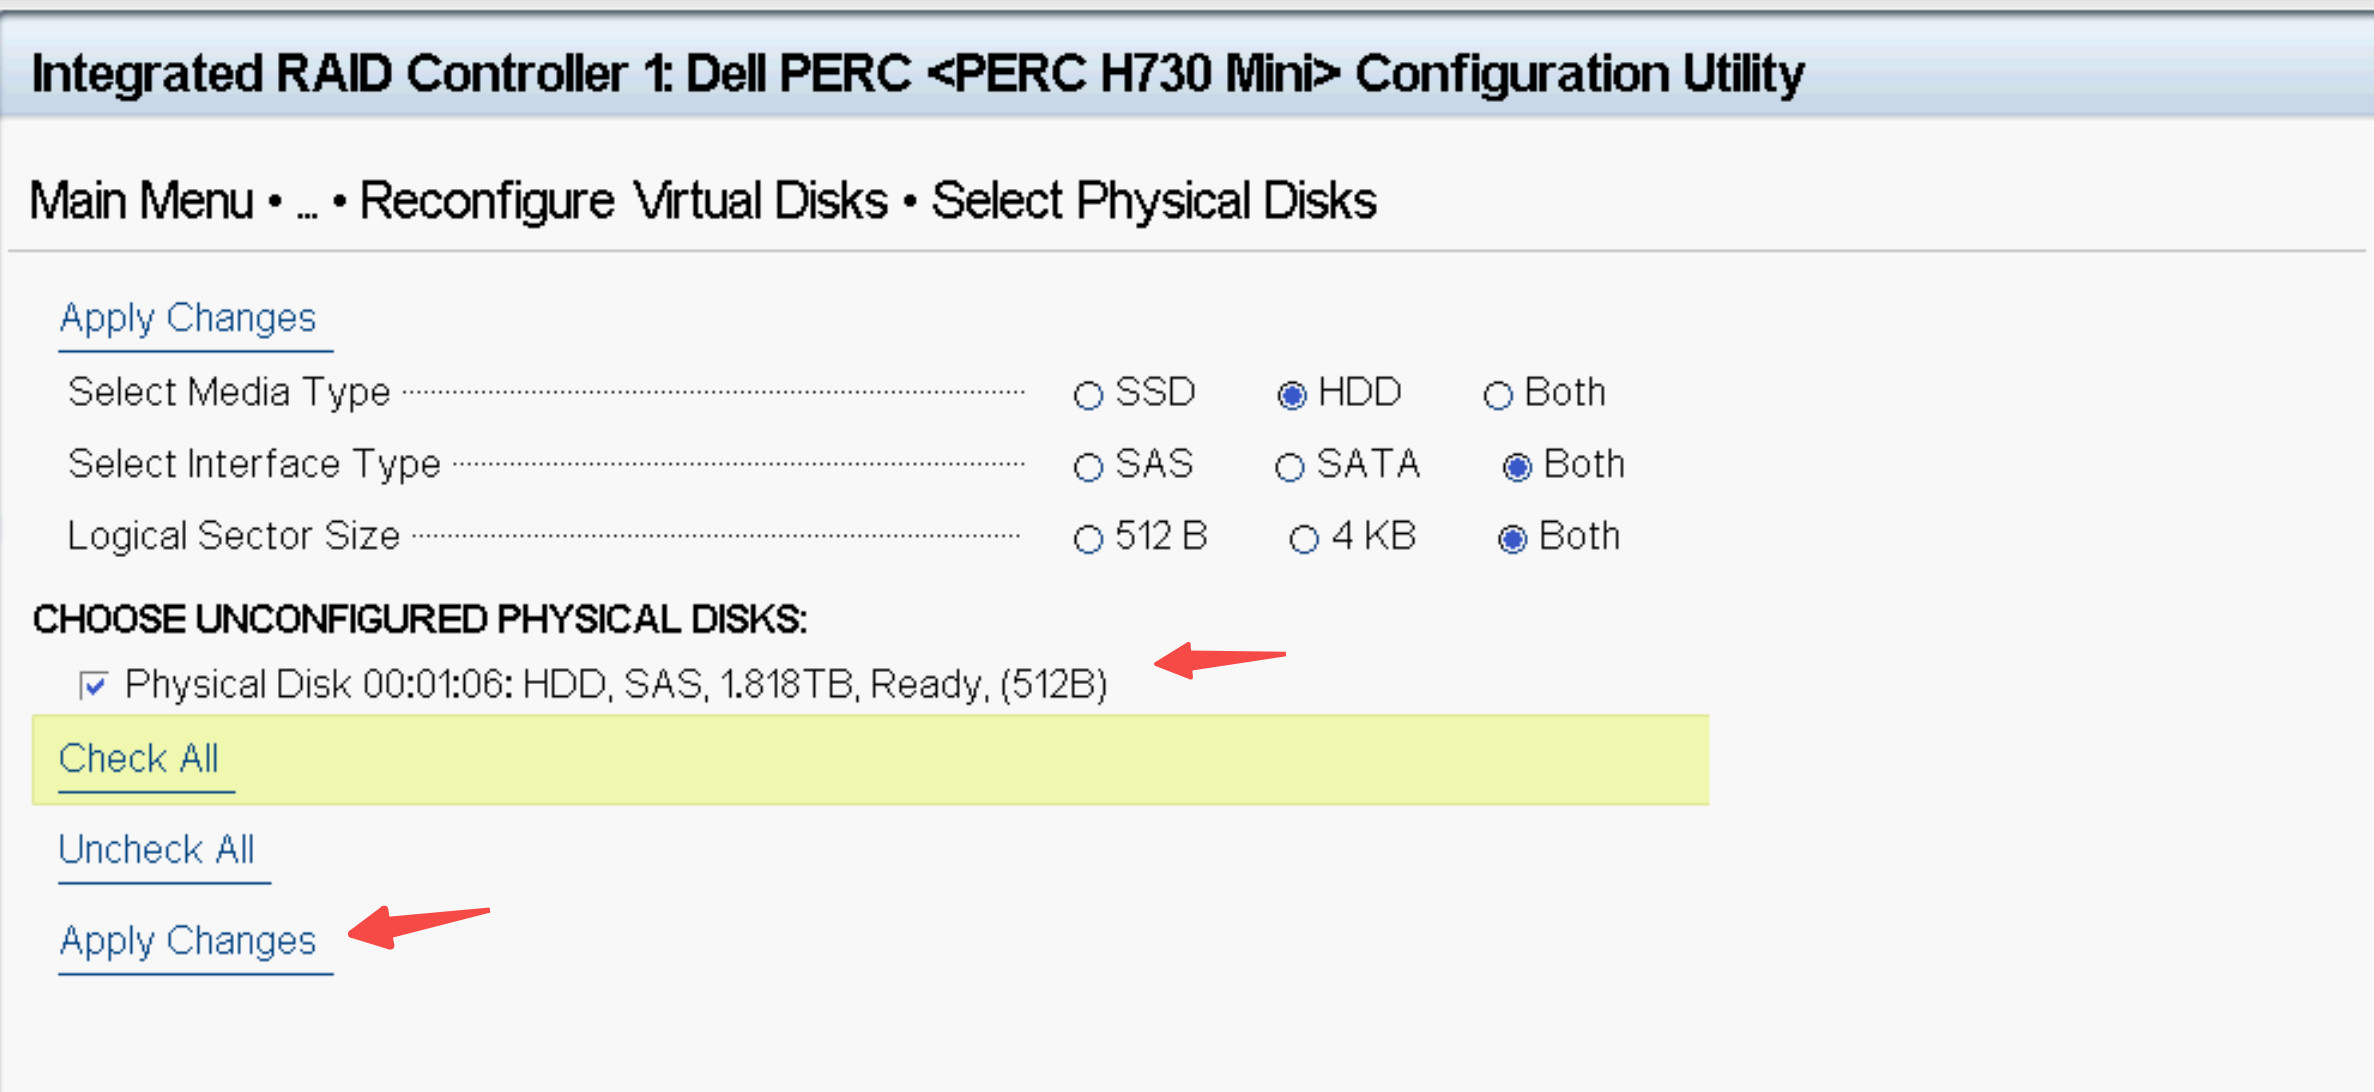 Integrated RAID Controller 1: Dell PERC <PERC H730 Mini> Configuration Utility
Main Menu • ... • Reconfigure Virtual Disks • Select Physical Disks
Apply Changes
Select Media Type SSD HDD Both
Select Interface Type SAS SATA Both
Logical Sector Size 512 B 4 KB Both
CHOOSE UNCONFIGURED PHYSICAL DISKS:
Physical Disk 00:01:06: HDD, SAS, 1.818TB, Ready, (512B)
Check All
Uncheck All
Apply Changes